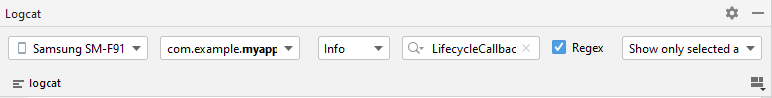 Logcat
Samsung SM-F91 com.example.myapp Info LifecycleCallbac Regex Show only selected a
logcat